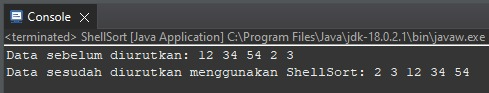 Console
<terminated> ShellSort [Java Application] C:\Program Files\Java\jdk-18.0.2.1\bin\javaw.exe
Data sebelum diurutkan: 12 34 54 2 3
Data sesudah diurutkan menggunakan ShellSort: 2 3 12 34 54